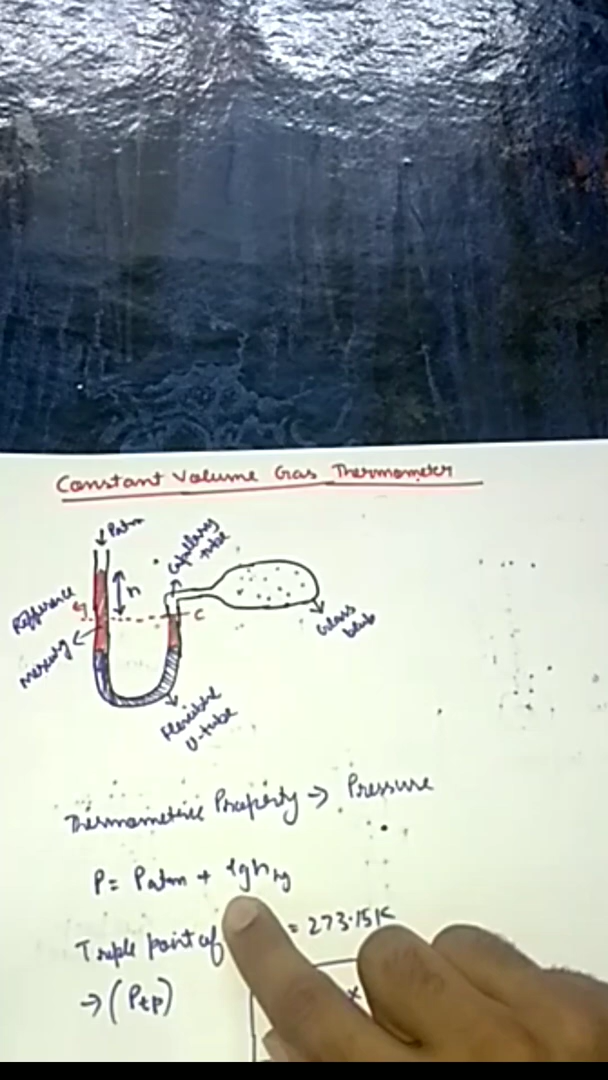 Constant Volume Gas Thermometer
Patm
Capillary tube
h
Reference
C
Mercury
Glass bulb
Flexible U-tube
Thermometric Property → Pressure
P = Patm +
Triple point of = 273.15K
→ (Ptp)
x